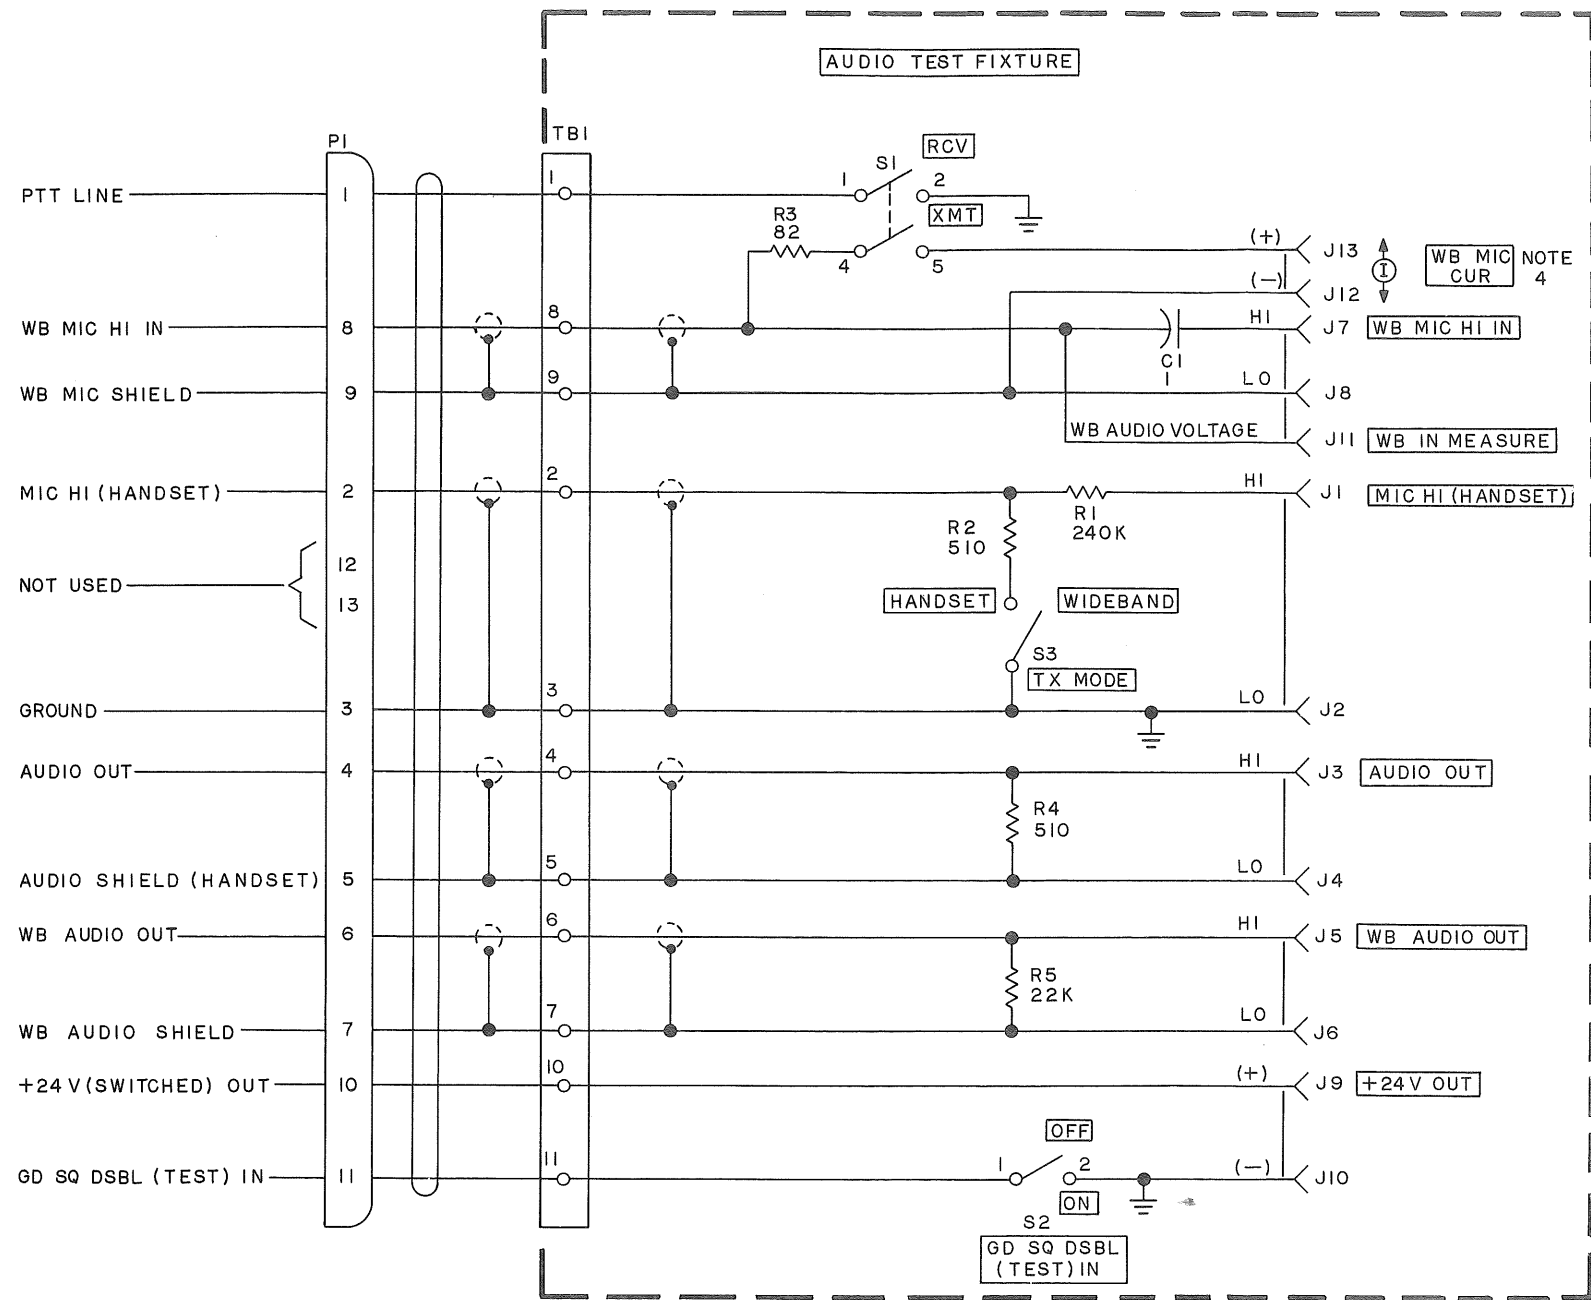 AUDIO TEST FIXTURE
P1
TB1
PTT LINE
1
1
1
S1
RCV
2
XMT
R3
82
4
5
(+)
J13
I
WB MIC
CUR
NOTE
4
(—)
J12
WB MIC HI IN
8
8
C1
1
HI
J7
WB MIC HI IN
WB MIC SHIELD
9
9
LO
J8
WB AUDIO VOLTAGE
J11
WB IN MEASURE
MIC HI (HANDSET)
2
2
R2
510
R1
240K
HI
J1
MIC HI (HANDSET)
NOT USED
12
13
HANDSET
WIDEBAND
S3
TX MODE
GROUND
3
3
LO
J2
AUDIO OUT
4
4
HI
J3
AUDIO OUT
R4
510
AUDIO SHIELD (HANDSET)
5
5
LO
J4
WB AUDIO OUT
6
6
HI
J5
WB AUDIO OUT
R5
22K
WB AUDIO SHIELD
7
7
LO
J6
+24V (SWITCHED) OUT
10
10
(+)
J9
+24V OUT
GD SQ DSBL (TEST) IN
11
11
OFF
1
2
ON
(—)
J10
S2
GD SQ DSBL
(TEST) IN